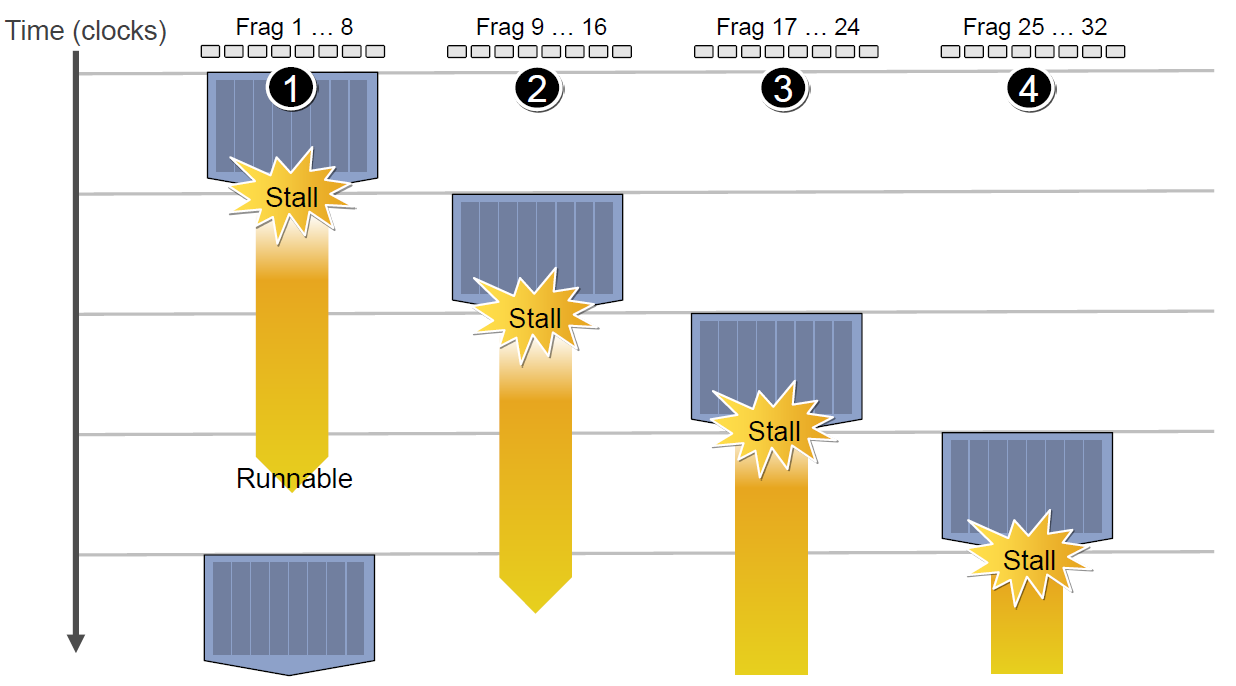 Time (clocks)
Frag 1 … 8
Frag 9 … 16
Frag 17 … 24
Frag 25 … 32
1
2
3
4
Stall
Stall
Stall
Runnable
Stall